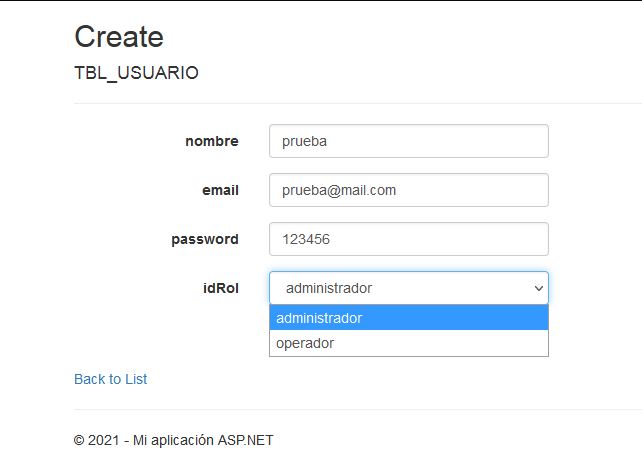 Create
TBL_USUARIO
nombre prueba
email prueba@mail.com
password 123456
idRol administrador
administrador
operador
Back to List
© 2021 - Mi aplicación ASP.NET